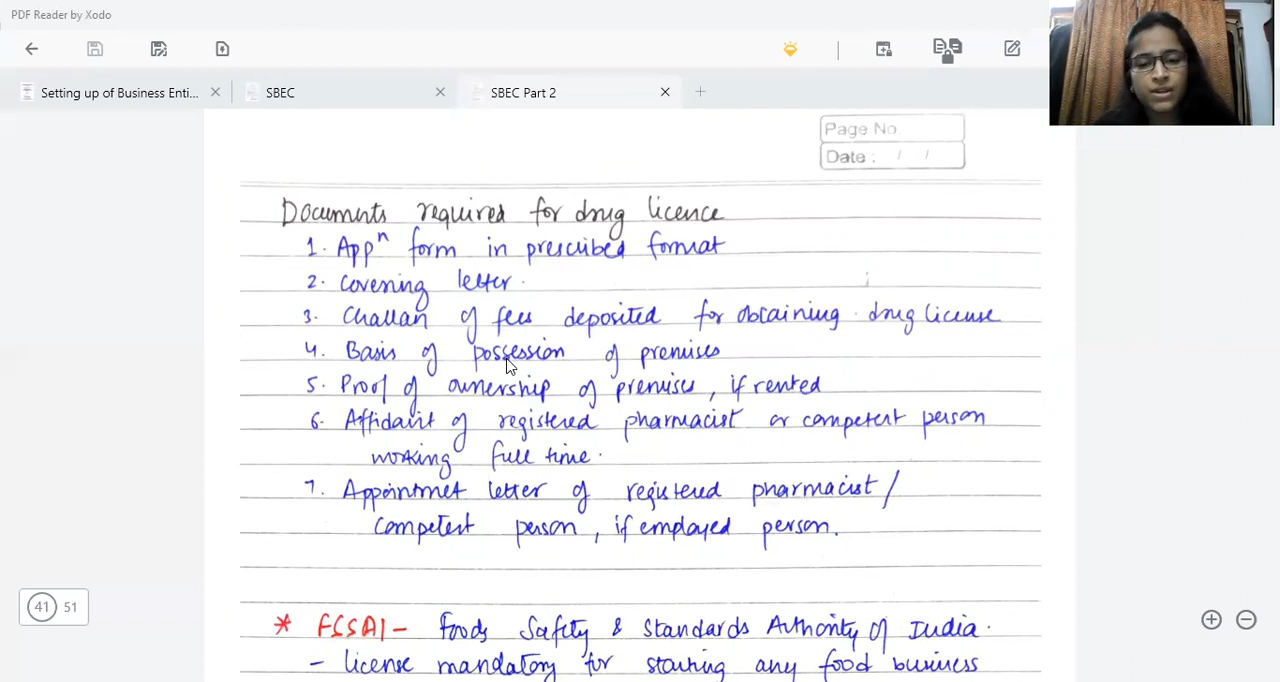 PDF Reader by Xodo
Setting up of Business Enti...
SBEC
SBEC Part 2
Page No
Date : / /
Documents required for drug licence
1. Appⁿ form in prescribed format
2. Covering letter.
3. Challan of fees deposited for obtaining drug license
4. Basis of possession of premises
5. Proof of ownership of premises, if rented
6. Affidavit of registered pharmacist or competent person
working full time.
7. Appointmet letter of registered pharmacist/
competent person, if employed person.
* FSSAI - Foods Safety & Standards Authority of India.
- license mandatory for starting any food business
41 51